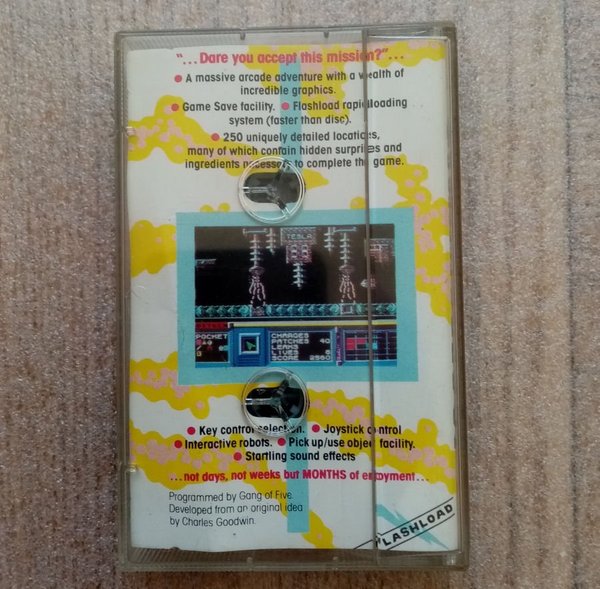 “...Dare you accept this mission?”...
● A massive arcade adventure with a wealth of
incredible graphics.
● Game Save facility. ● Flashload rapid loading
system (faster than disc).
● 250 uniquely detailed locations,
many of which contain hidden surprises and
ingredients necessary to complete the game.
TESLA
POCKET
CHARGES
PATCHES 40
LEAKS
LIVES 8
SCORE 2560
● Key control selection. ● Joystick control
● Interactive robots. ● Pick up/use object facility.
● Startling sound effects
...not days, not weeks but MONTHS of enjoyment...
Programmed by Gang of Five.
Developed from an original idea
by Charles Goodwin.
FLASHLOAD